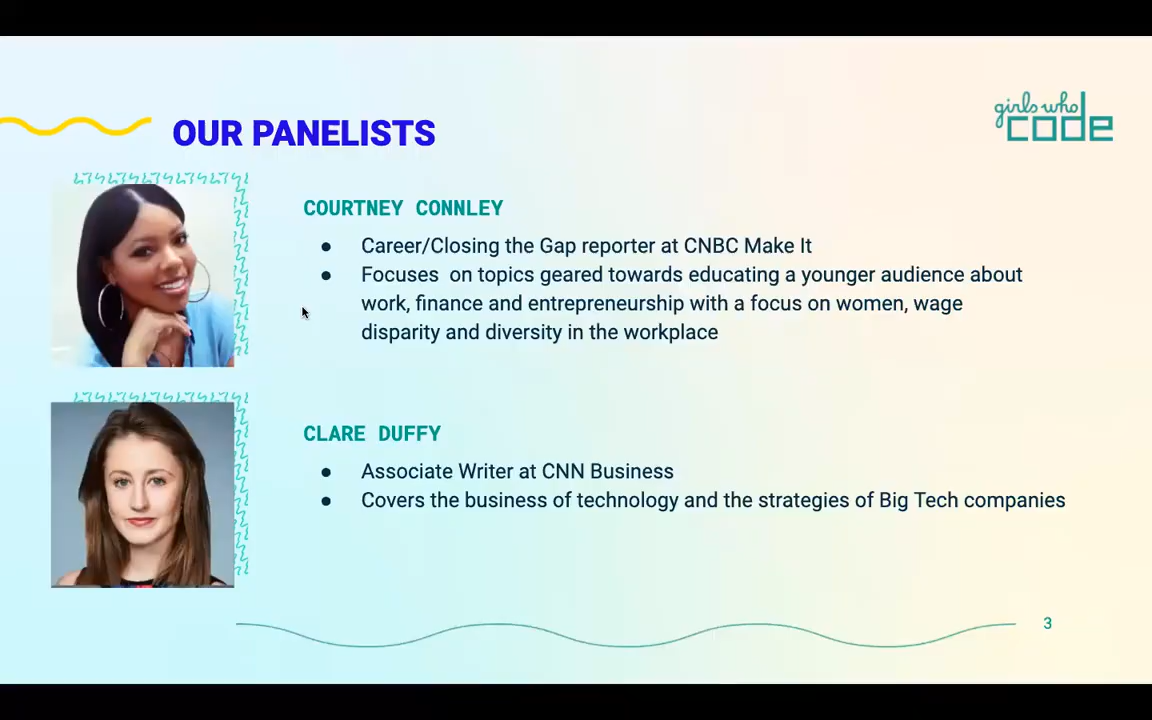 girls who
code
OUR PANELISTS
COURTNEY CONNLEY
● Career/Closing the Gap reporter at CNBC Make It
● Focuses on topics geared towards educating a younger audience about
work, finance and entrepreneurship with a focus on women, wage
disparity and diversity in the workplace
CLARE DUFFY
● Associate Writer at CNN Business
● Covers the business of technology and the strategies of Big Tech companies
3